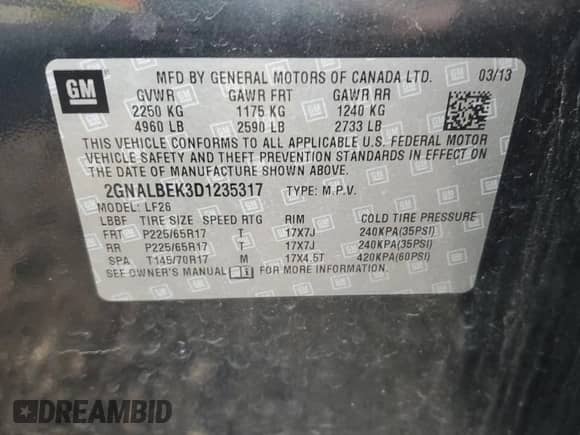 GM
MFD BY GENERAL MOTORS OF CANADA LTD. 03/13
GVWR GAWR FRT GAWR RR
2250 KG 1175 KG 1240 KG
4960 LB 2590 LB 2733 LB
THIS VEHICLE CONFORMS TO ALL APPLICABLE U.S. FEDERAL MOTOR
VEHICLE SAFETY AND THEFT PREVENTION STANDARDS IN EFFECT ON
THE DATE OF MANUFACTURE SHOWN ABOVE.
2GNALBEK3D1235317 TYPE: M.P.V.
MODEL: LF26
LBBF TIRE SIZE SPEED RTG RIM COLD TIRE PRESSURE
FRT P225/65R17 T 17X7J 240KPA(35PSI)
RR P225/65R17 T 17X7J 240KPA(35PSI)
SPA T145/70R17 M 17X4.5T 420KPA(60PSI)
SEE OWNER'S MANUAL FOR MORE INFORMATION.
DREAMBID